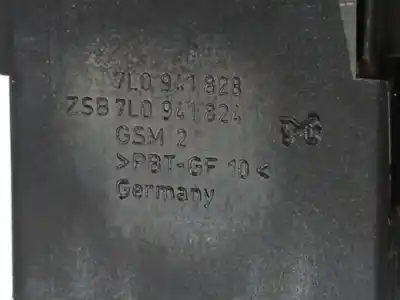 7L0 941 828
ZSB 7L0 941 824
GSM 2
>PBT-GF 10<
Germany